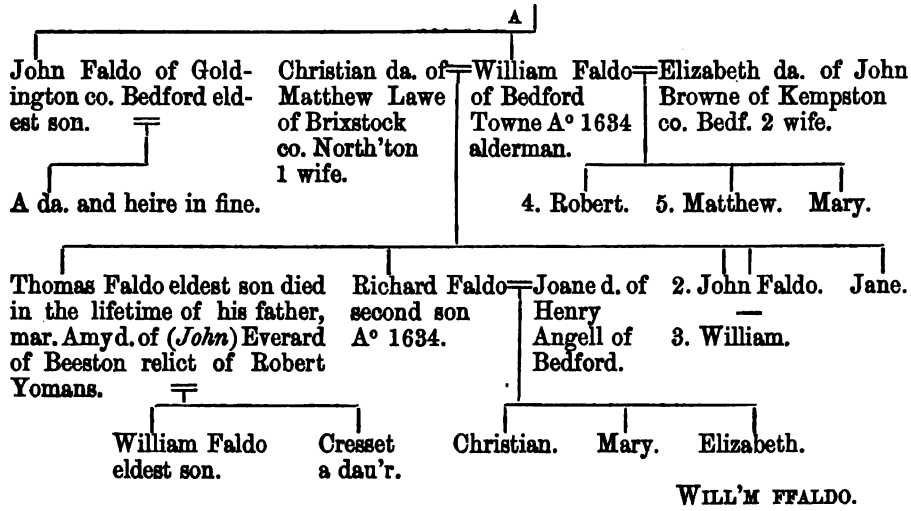 A
John Faldo of Gold-
ington co. Bedford eld-
est son.
Christian da. of
Matthew Lawe
of Brixstock
co. North'ton
1 wife.
William Faldo
of Bedford
Towne Aº 1634
alderman.
Elizabeth da. of John
Browne of Kempston
co. Bedf. 2 wife.
A da. and heire in fine.
4. Robert.
5. Matthew.
Mary.
Thomas Faldo eldest son died
in the lifetime of his father,
mar. Amy d. of (John) Everard
of Beeston relict of Robert
Yomans.
Richard Faldo
second son
Aº 1634.
Joane d. of
Henry
Angell of
Bedford.
2. John Faldo.
3. William.
Jane.
William Faldo
eldest son.
Cresset
a dau'r.
Christian.
Mary.
Elizabeth.
WILL'M FFALDO.